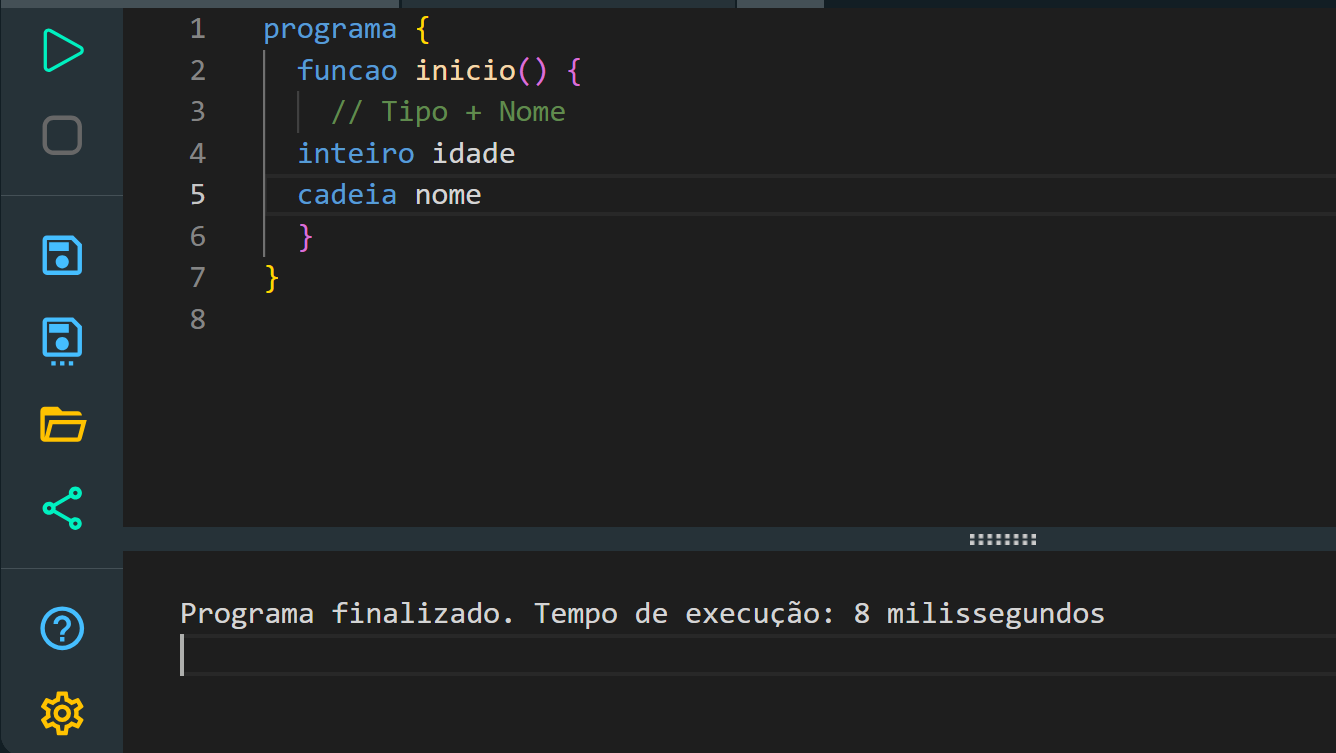 1 programa {
2 funcao inicio() {
3 // Tipo + Nome
4 inteiro idade
5 cadeia nome
6 }
7 }
8
?
Programa finalizado. Tempo de execução: 8 milissegundos